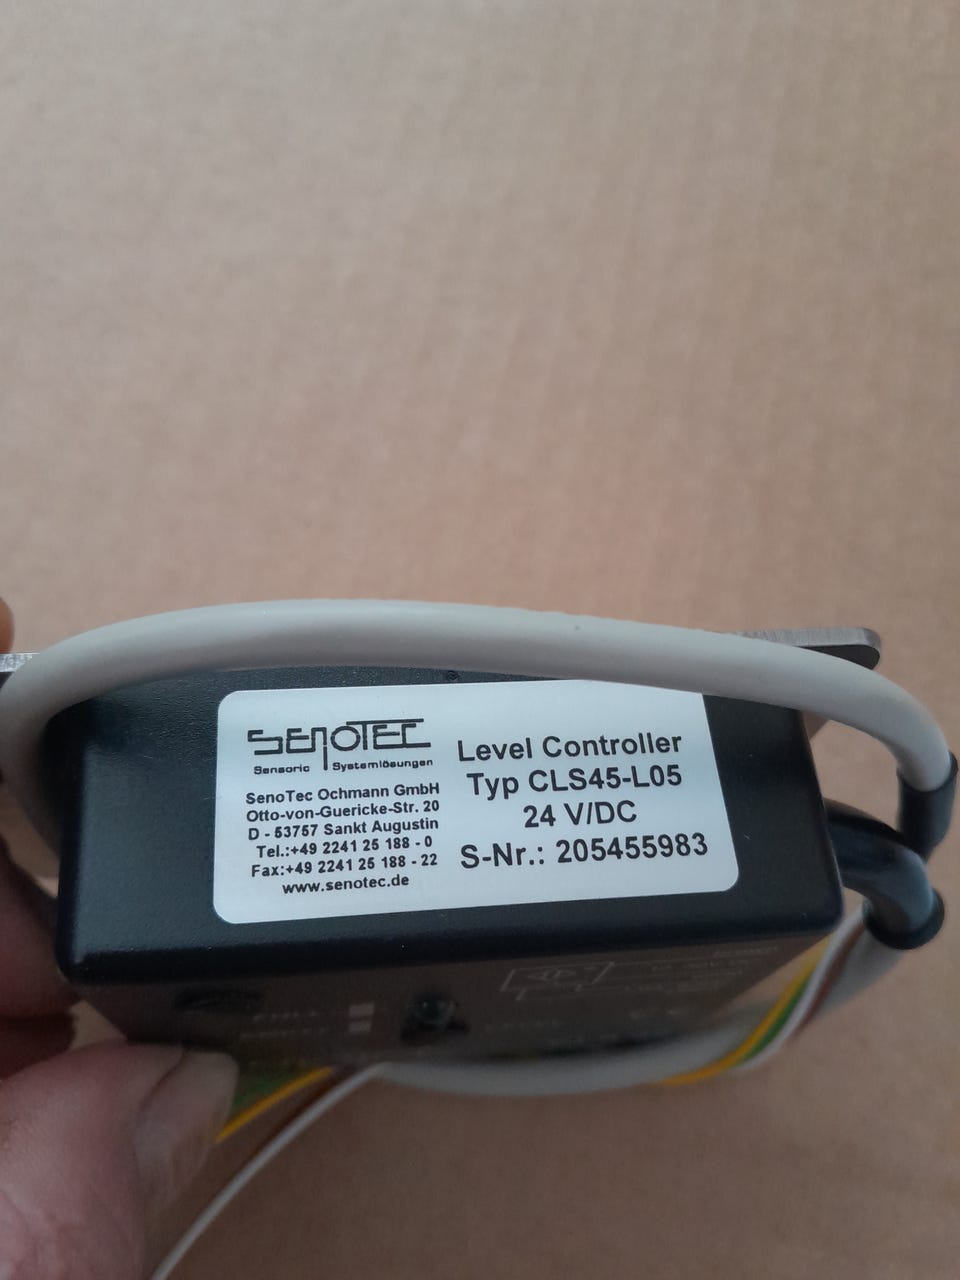 SENOTEC
Sensoric Systemlösungen
SenoTec Ochmann GmbH
Otto-von-Guericke-Str. 20
D - 53757 Sankt Augustin
Tel.:+49 2241 25 188 - 0
Fax:+49 2241 25 188 - 22
www.senotec.de
Level Controller
Typ CLS45-L05
24 V/DC
S-Nr.: 205455983
FULL